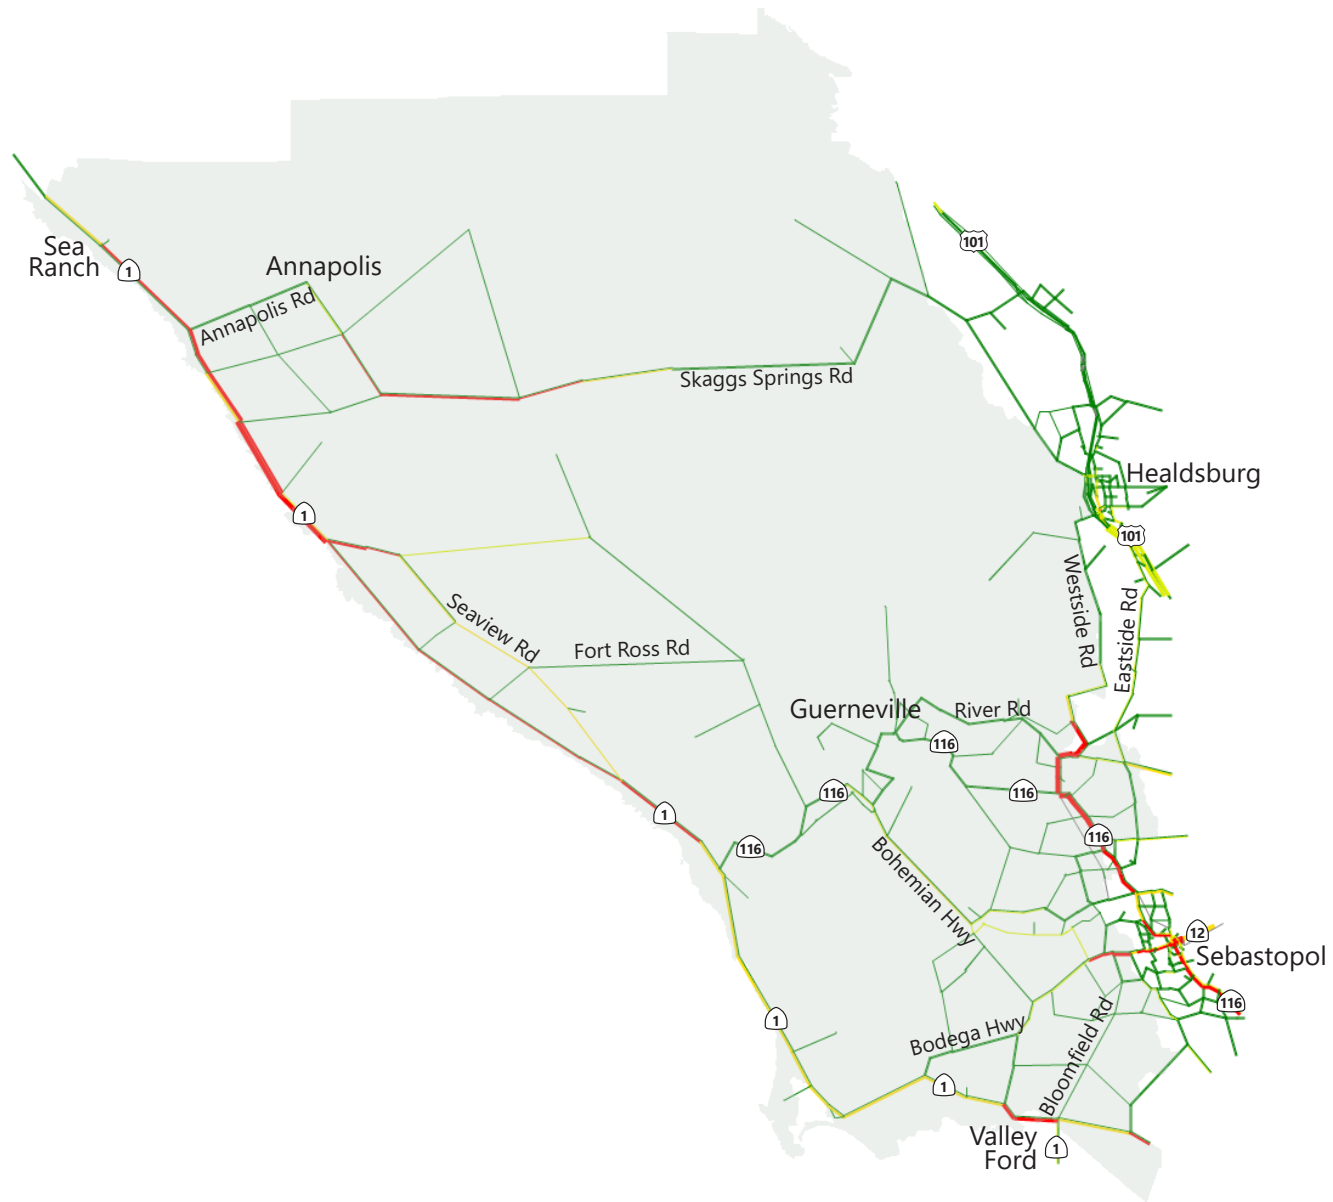 101
Sea
Ranch
1
Annapolis
Annapolis Rd
Skaggs Springs Rd
Healdsburg
1
101
Westside Rd
Eastside Rd
Seaview Rd
Fort Ross Rd
Guerneville
River Rd
116
116
116
1
116
116
Bohemian Hwy
12
Sebastopol
116
1
Bodega Hwy
Bloomfield Rd
1
Valley
Ford
1